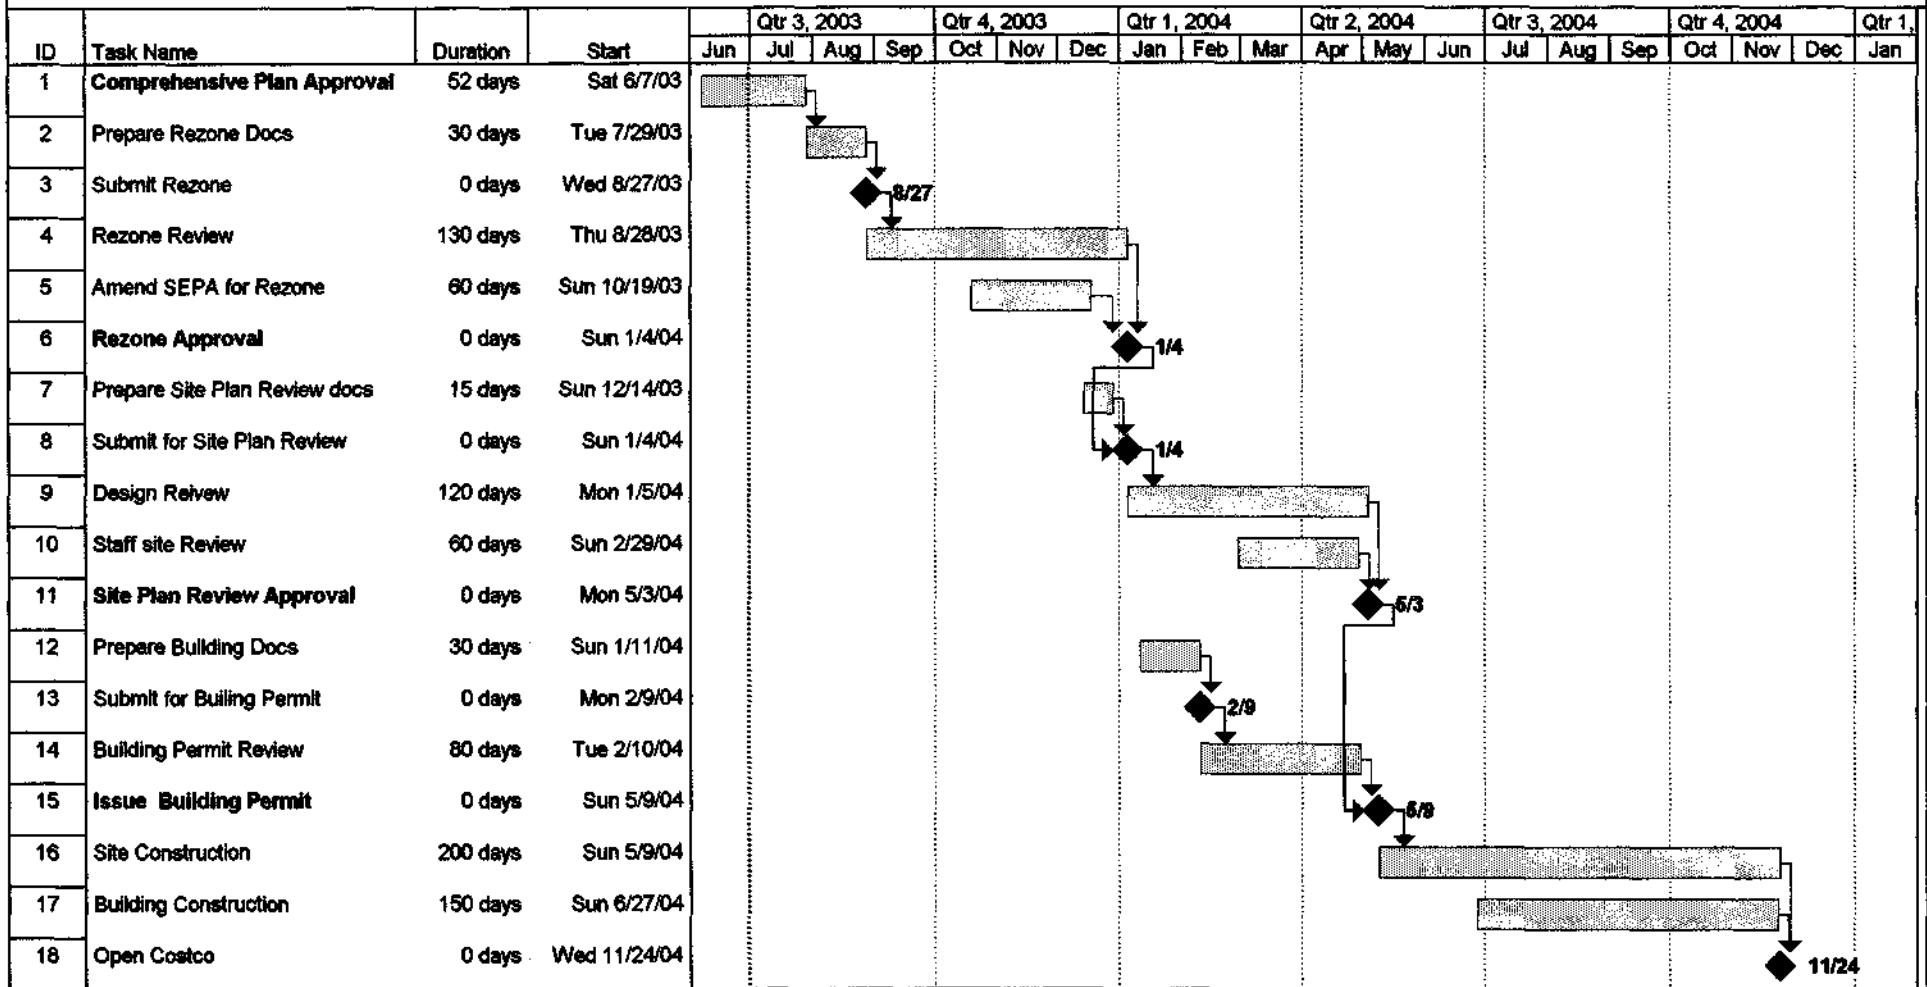 Qtr 3, 2003 Qtr 4, 2003 Qtr 1, 2004 Qtr 2, 2004 Qtr 3, 2004 Qtr 4, 2004 Qtr 1,
ID Task Name Duration Start Jun Jul Aug Sep Oct Nov Dec Jan Feb Mar Apr May Jun Jul Aug Sep Oct Nov Dec Jan
1 Comprehensive Plan Approval 52 days Sat 6/7/03
2 Prepare Rezone Docs 30 days Tue 7/29/03
3 Submit Rezone 0 days Wed 8/27/03 8/27
4 Rezone Review 130 days Thu 8/28/03
5 Amend SEPA for Rezone 60 days Sun 10/19/03
6 Rezone Approval 0 days Sun 1/4/04 1/4
7 Prepare Site Plan Review docs 15 days Sun 12/14/03
8 Submit for Site Plan Review 0 days Sun 1/4/04 1/4
9 Design Reivew 120 days Mon 1/5/04
10 Staff site Review 60 days Sun 2/29/04
11 Site Plan Review Approval 0 days Mon 5/3/04 5/3
12 Prepare Building Docs 30 days Sun 1/11/04
13 Submit for Builing Permit 0 days Mon 2/9/04 2/9
14 Building Permit Review 80 days Tue 2/10/04
15 Issue Building Permit 0 days Sun 5/9/04 5/9
16 Site Construction 200 days Sun 5/9/04
17 Building Construction 150 days Sun 6/27/04
18 Open Costco 0 days Wed 11/24/04 11/24